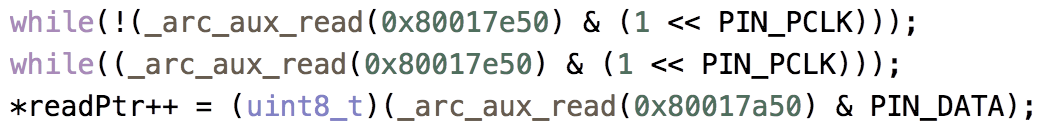 while(!(_arc_aux_read(0x80017e50) & (1 << PIN_PCLK)));
while((_arc_aux_read(0x80017e50) & (1 << PIN_PCLK)));
*readPtr++ = (uint8_t)(_arc_aux_read(0x80017a50) & PIN_DATA);